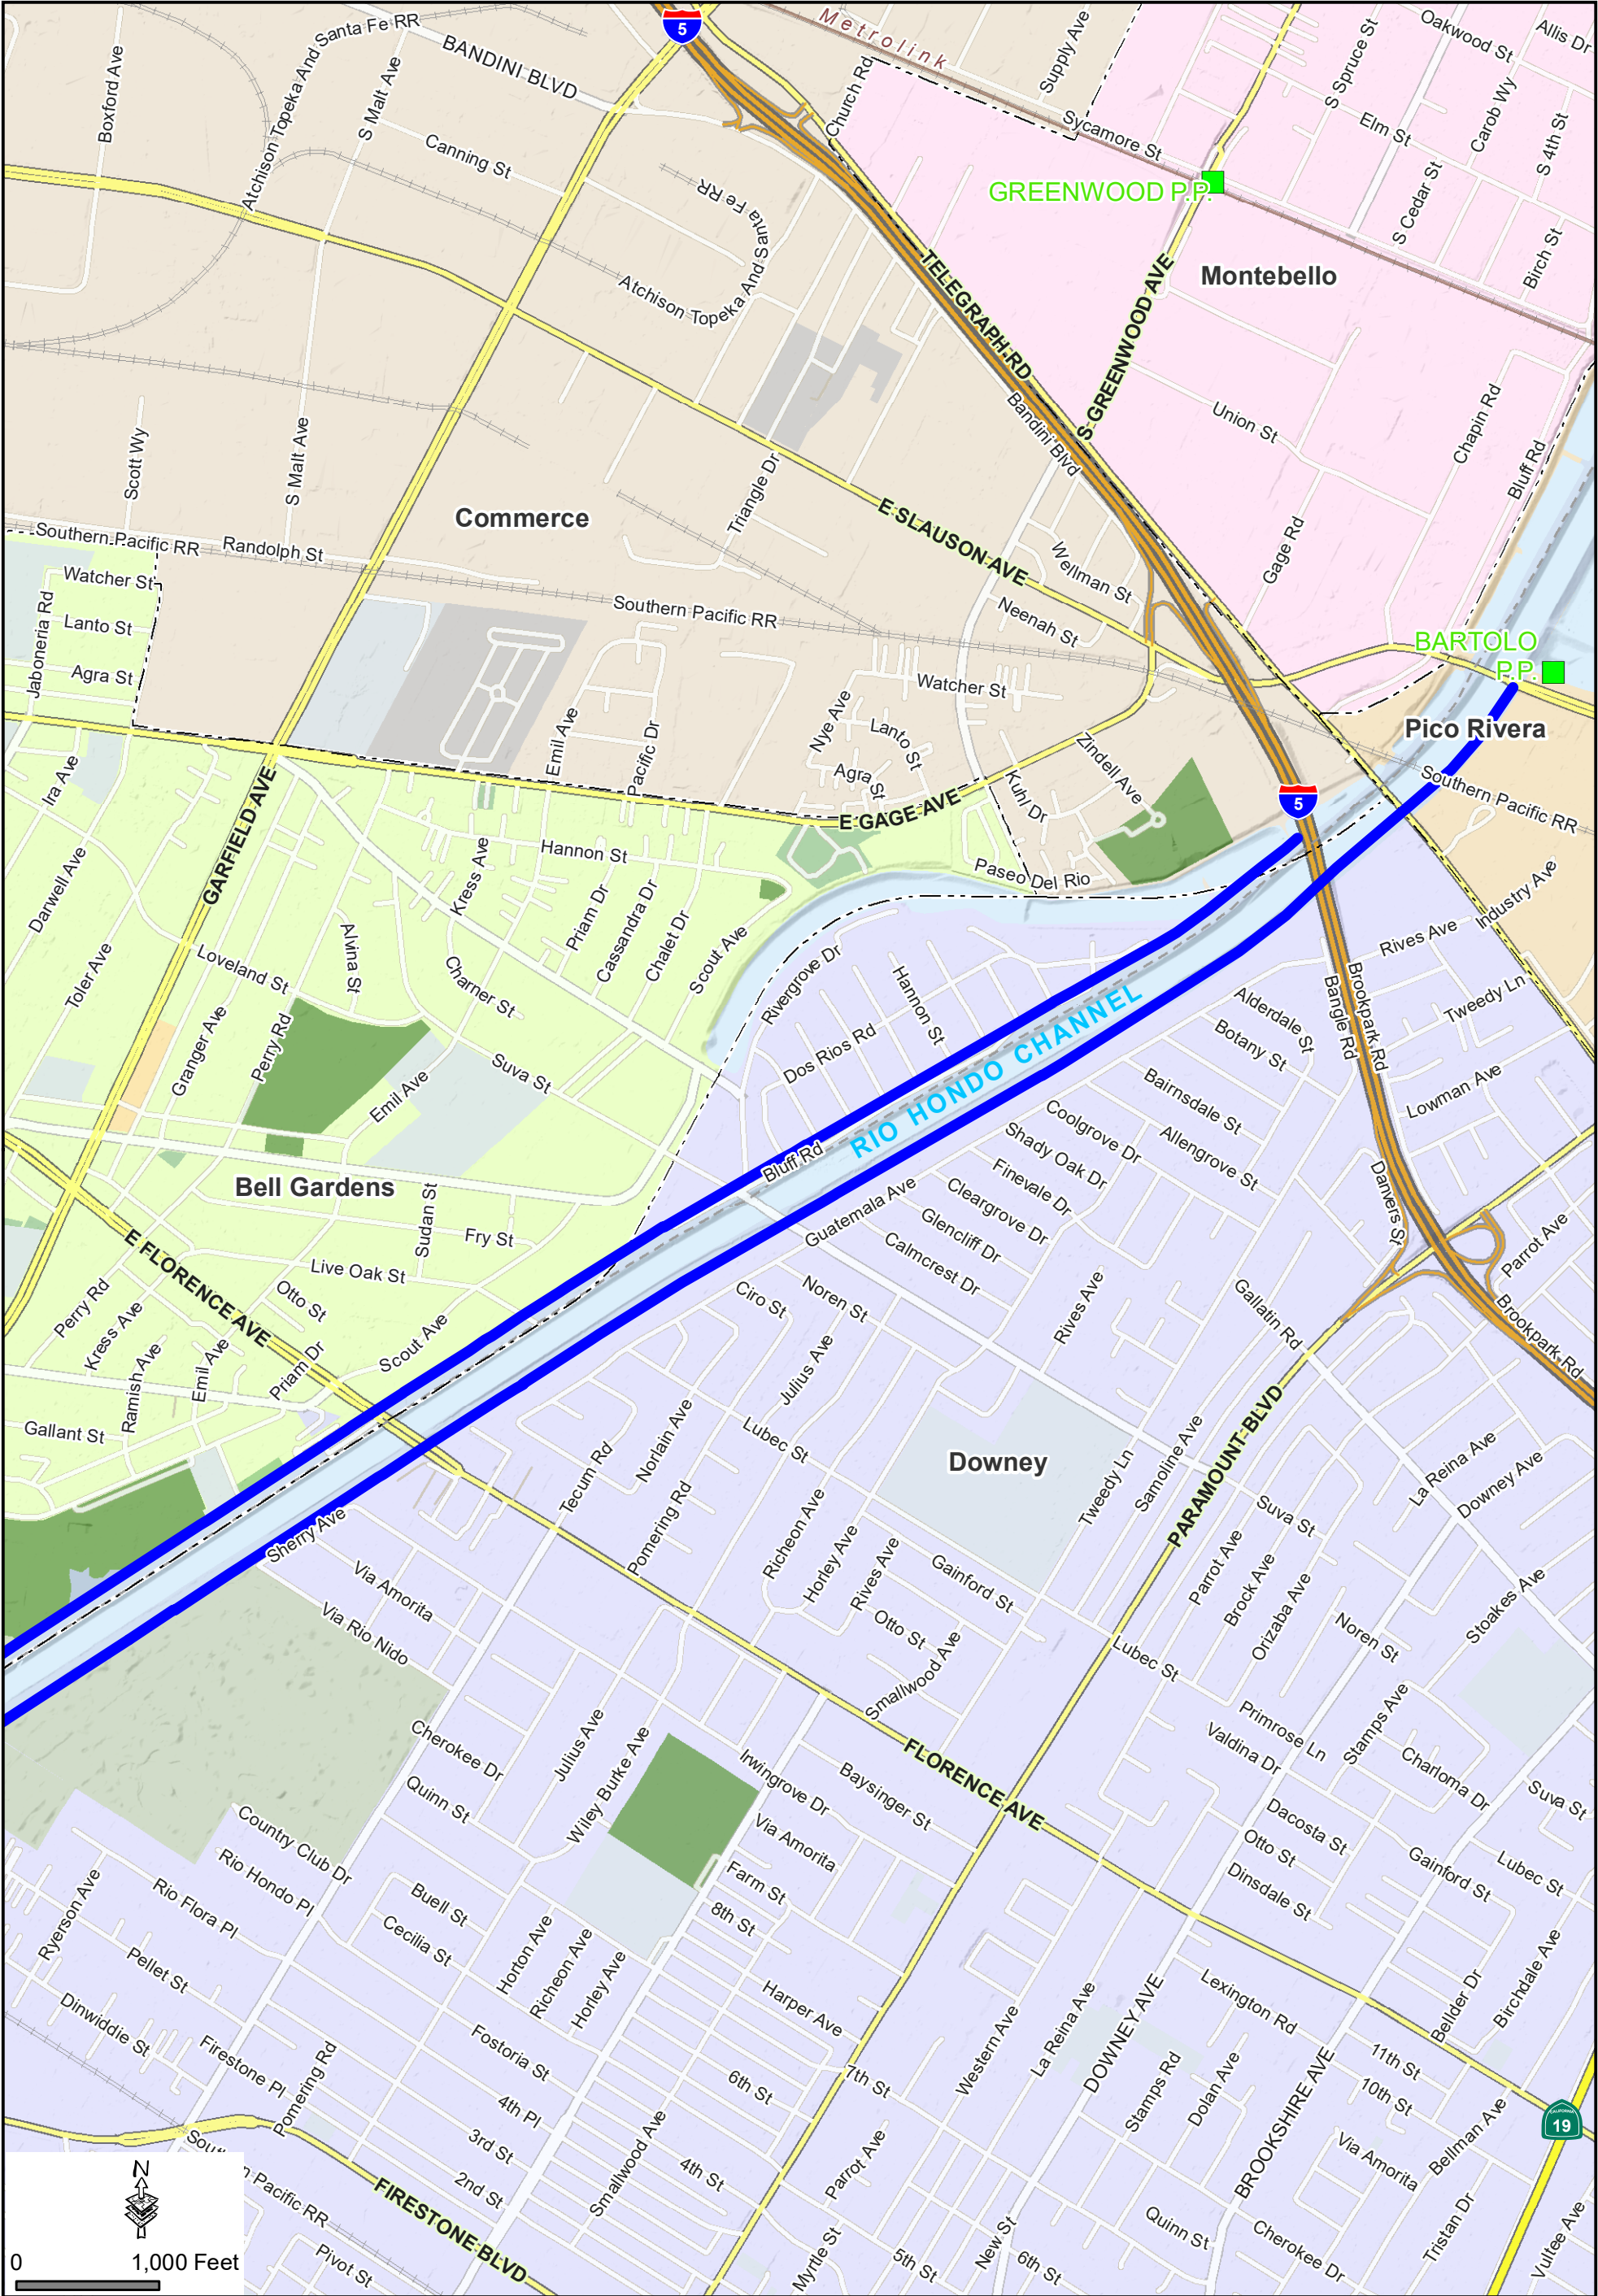 5
Metrolink
Supply Ave
Oakwood St
Allis Dr
S Spruce St
Boxford Ave
Atchison Topeka And Santa Fe RR
S Malt Ave
BANDINI BLVD
Church Rd
Sycamore St
Elm St
Carob Wy
S 4th St
Canning St
Atchison Topeka And Santa Fe RR
GREENWOOD P.P.
S Cedar St
Birch St
TELEGRAPH RD
S GREENWOOD AVE
Montebello
Bandini Blvd
Union St
Chapin Rd
Bluff Rd
Scott Wy
S Malt Ave
Triangle Dr
Commerce
E SLAUSON AVE
Gage Rd
Southern Pacific RR
Randolph St
Watcher St
Wellman St
Neenah St
Southern Pacific RR
Lanto St
Jaboneria Rd
Agra St
BARTOLO
P.P.
Watcher St
Pico Rivera
Emil Ave
Pacific Dr
Nye Ave
Lanto St
Agra St
Zindell Ave
Kuhl Dr
Southern Pacific RR
5
Ira Ave
GARFIELD AVE
E GAGE AVE
Hannon St
Kress Ave
Paseo Del Rio
Darwell Ave
Priam Dr
Cassandra Dr
Chalet Dr
Scout Ave
Industry Ave
Rives Ave
Alvina St
Loveland St
Toler Ave
Charner St
Rivergrove Dr
Hannon St
Brookpark Rd
Bangle Rd
Tweedy Ln
Alderdale St
Botany St
Granger Ave
Perry Rd
Dos Rios Rd
RIO HONDO CHANNEL
Suva St
Emil Ave
Bairnsdale St
Lowman Ave
Coolgrove Dr
Shady Oak Dr
Allengrove St
Bluff Rd
Finevale Dr
Cleargrove Dr
Guatemala Ave
Glencliff Dr
Calmcrest Dr
Danvers St
Bell Gardens
Sudan St
Fry St
E FLORENCE AVE
Live Oak St
Otto St
Parrot Ave
Perry Rd
Ciro St
Noren St
Rives Ave
Gallatin Rd
Brookpark Rd
Kress Ave
Ramish Ave
Emil Ave
Priam Dr
Scout Ave
Julius Ave
Gallant St
Norlain Ave
Lubec St
PARAMOUNT BLVD
Downey
Tecum Rd
Samoline Ave
Tweedy Ln
La Reina Ave
Downey Ave
Suva St
Pomering Rd
Sherry Ave
Richeon Ave
Horley Ave
Rives Ave
Gainford St
Via Amorita
Via Rio Nido
Parrot Ave
Brock Ave
Orizaba Ave
Stoakes Ave
Otto St
Noren St
Lubec St
Smallwood Ave
Primrose Ln
Valdina Dr
Stamps Ave
Cherokee Dr
Julius Ave
Wiley Burke Ave
FLORENCE AVE
Charloma Dr
Quinn St
Irwingrove Dr
Baysinger St
Suva St
Via Amorita
Dacosta St
Otto St
Country Club Dr
Rio Hondo Pl
Dinsdale St
Gainford St
Lubec St
Rio Flora Pl
Farm St
8th St
Buell St
Cecilia St
Ryerson Ave
Horton Ave
Richeon Ave
Horley Ave
Pellet St
Harper Ave
Lexington Rd
Birchdale Ave
Bellder Dr
Dinwiddie St
Firestone Pl
Pomering Rd
Fostoria St
Western Ave
La Reina Ave
DOWNEY AVE
11th St
10th St
7th St
6th St
4th Pl
Stamps Rd
Dolan Ave
BROOKSHIRE AVE
CALIFORNIA
19
Bellman Ave
Via Amorita
3rd St
2nd St
Smallwood Ave
4th St
Parrot Ave
Southern Pacific RR
FIRESTONE BLVD
N
0
1,000 Feet
Pivot St
Myrtle St
5th St
New St
6th St
Quinn St
Cherokee Dr
Tristan Dr
Vultee Ave